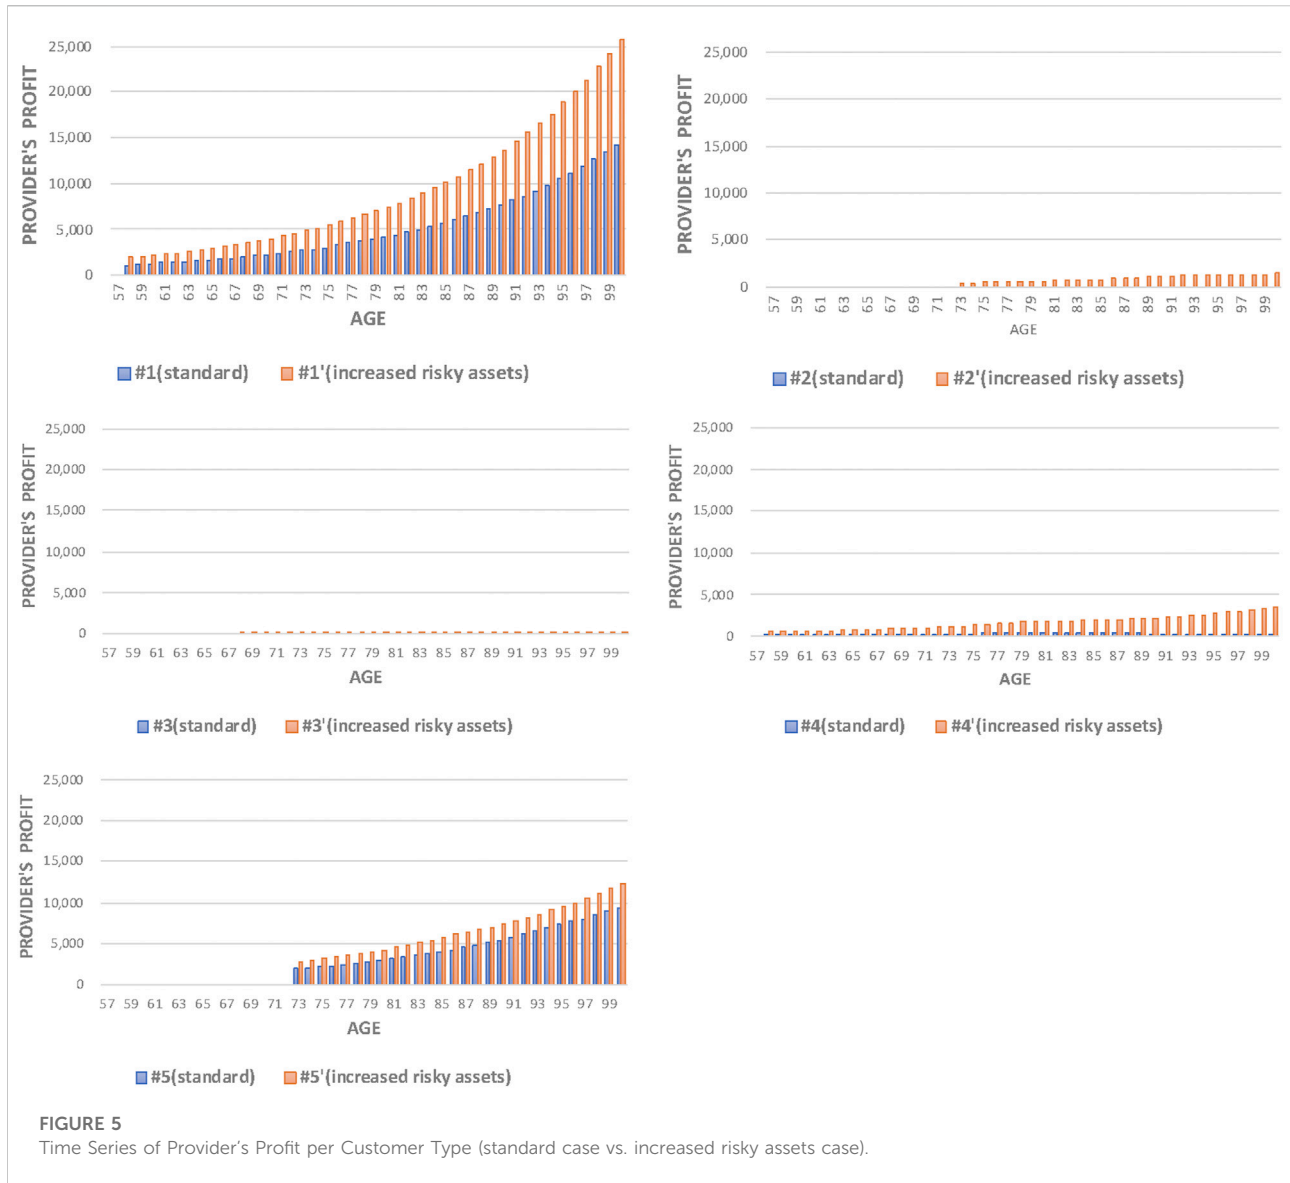 PROVIDER'S PROFIT
25,000
20,000
15,000
10,000
5,000
0
57 59 61 63 65 67 69 71 73 75 77 79 81 83 85 87 89 91 93 95 97 99
AGE
#1(standard) #1'(increased risky assets)
PROVIDER'S PROFIT
25,000
20,000
15,000
10,000
5,000
0
57 59 61 63 65 67 69 71 73 75 77 79 81 83 85 87 89 91 93 95 97 99
AGE
#2(standard) #2'(increased risky assets)
PROVIDER'S PROFIT
25,000
20,000
15,000
10,000
5,000
0
57 59 61 63 65 67 69 71 73 75 77 79 81 83 85 87 89 91 93 95 97 99
AGE
#3(standard) #3'(increased risky assets)
PROVIDER'S PROFIT
25,000
20,000
15,000
10,000
5,000
0
57 59 61 63 65 67 69 71 73 75 77 79 81 83 85 87 89 91 93 95 97 99
AGE
#4(standard) #4'(increased risky assets)
PROVIDER'S PROFIT
25,000
20,000
15,000
10,000
5,000
0
57 59 61 63 65 67 69 71 73 75 77 79 81 83 85 87 89 91 93 95 97 99
AGE
#5(standard) #5'(increased risky assets)
FIGURE 5
Time Series of Provider's Profit per Customer Type (standard case vs. increased risky assets case).